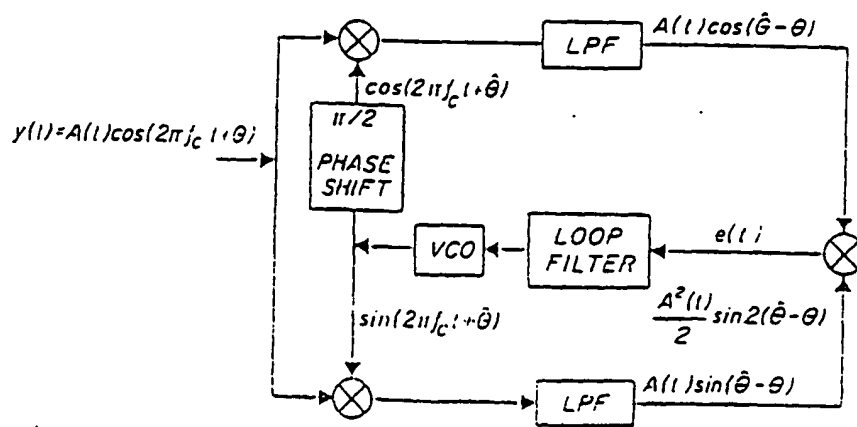 LPF
A(t)cos(θ̂-θ)
cos(2πf_c t+θ̂)
y(t)=A(t)cos(2πf_c t+θ)
π/2
PHASE
SHIFT
VCO
LOOP
FILTER
e(t)
A²(t)/2 sin2(θ̂-θ)
sin(2πf_c t+θ̂)
LPF
A(t)sin(θ̂-θ)